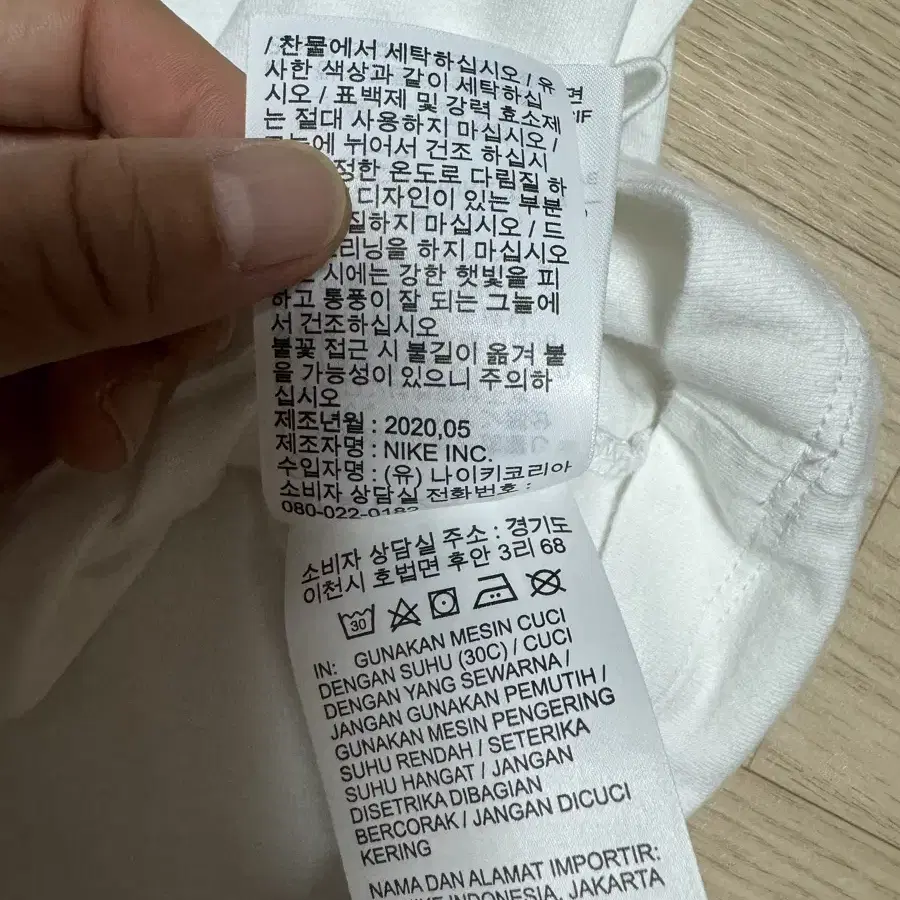 / 찬물에서 세탁하십시오 / 유
사한 색상과 같이 세탁하십
시오 / 표백제 및 강력 효소제
는 절대 사용하지 마십시오 /
뉘어서 건조 하십시
온도로 다림질 하
디자인이 있는 부분
하지 마십시오 / 드
하지 마십시오
시에는 강한 햇빛을 피
하고 통풍이 잘 되는 그늘에
서 건조하십시오
불꽃 접근 시 불길이 옮겨 붙
을 가능성이 있으니 주의하
십시오
제조년월 : 2020,05
제조자명 : NIKE INC.
수입자명 : (유) 나이키코리아
소비자 상담실 전화번호 :
080-022-0182
면
소비자 상담실 주소 : 경기도
이천시 호법면 후안 3리 68
30
IN: GUNAKAN MESIN CUCI
DENGAN SUHU (30C) / CUCI
DENGAN YANG SEWARNA /
JANGAN GUNAKAN PEMUTIH /
GUNAKAN MESIN PENGERING
SUHU RENDAH / SETERIKA
SUHU HANGAT / JANGAN
DISETRIKA DIBAGIAN
BERCORAK / JANGAN DICUCI
KERING
NAMA DAN ALAMAT IMPORTIR:
INDONESIA, JAKARTA